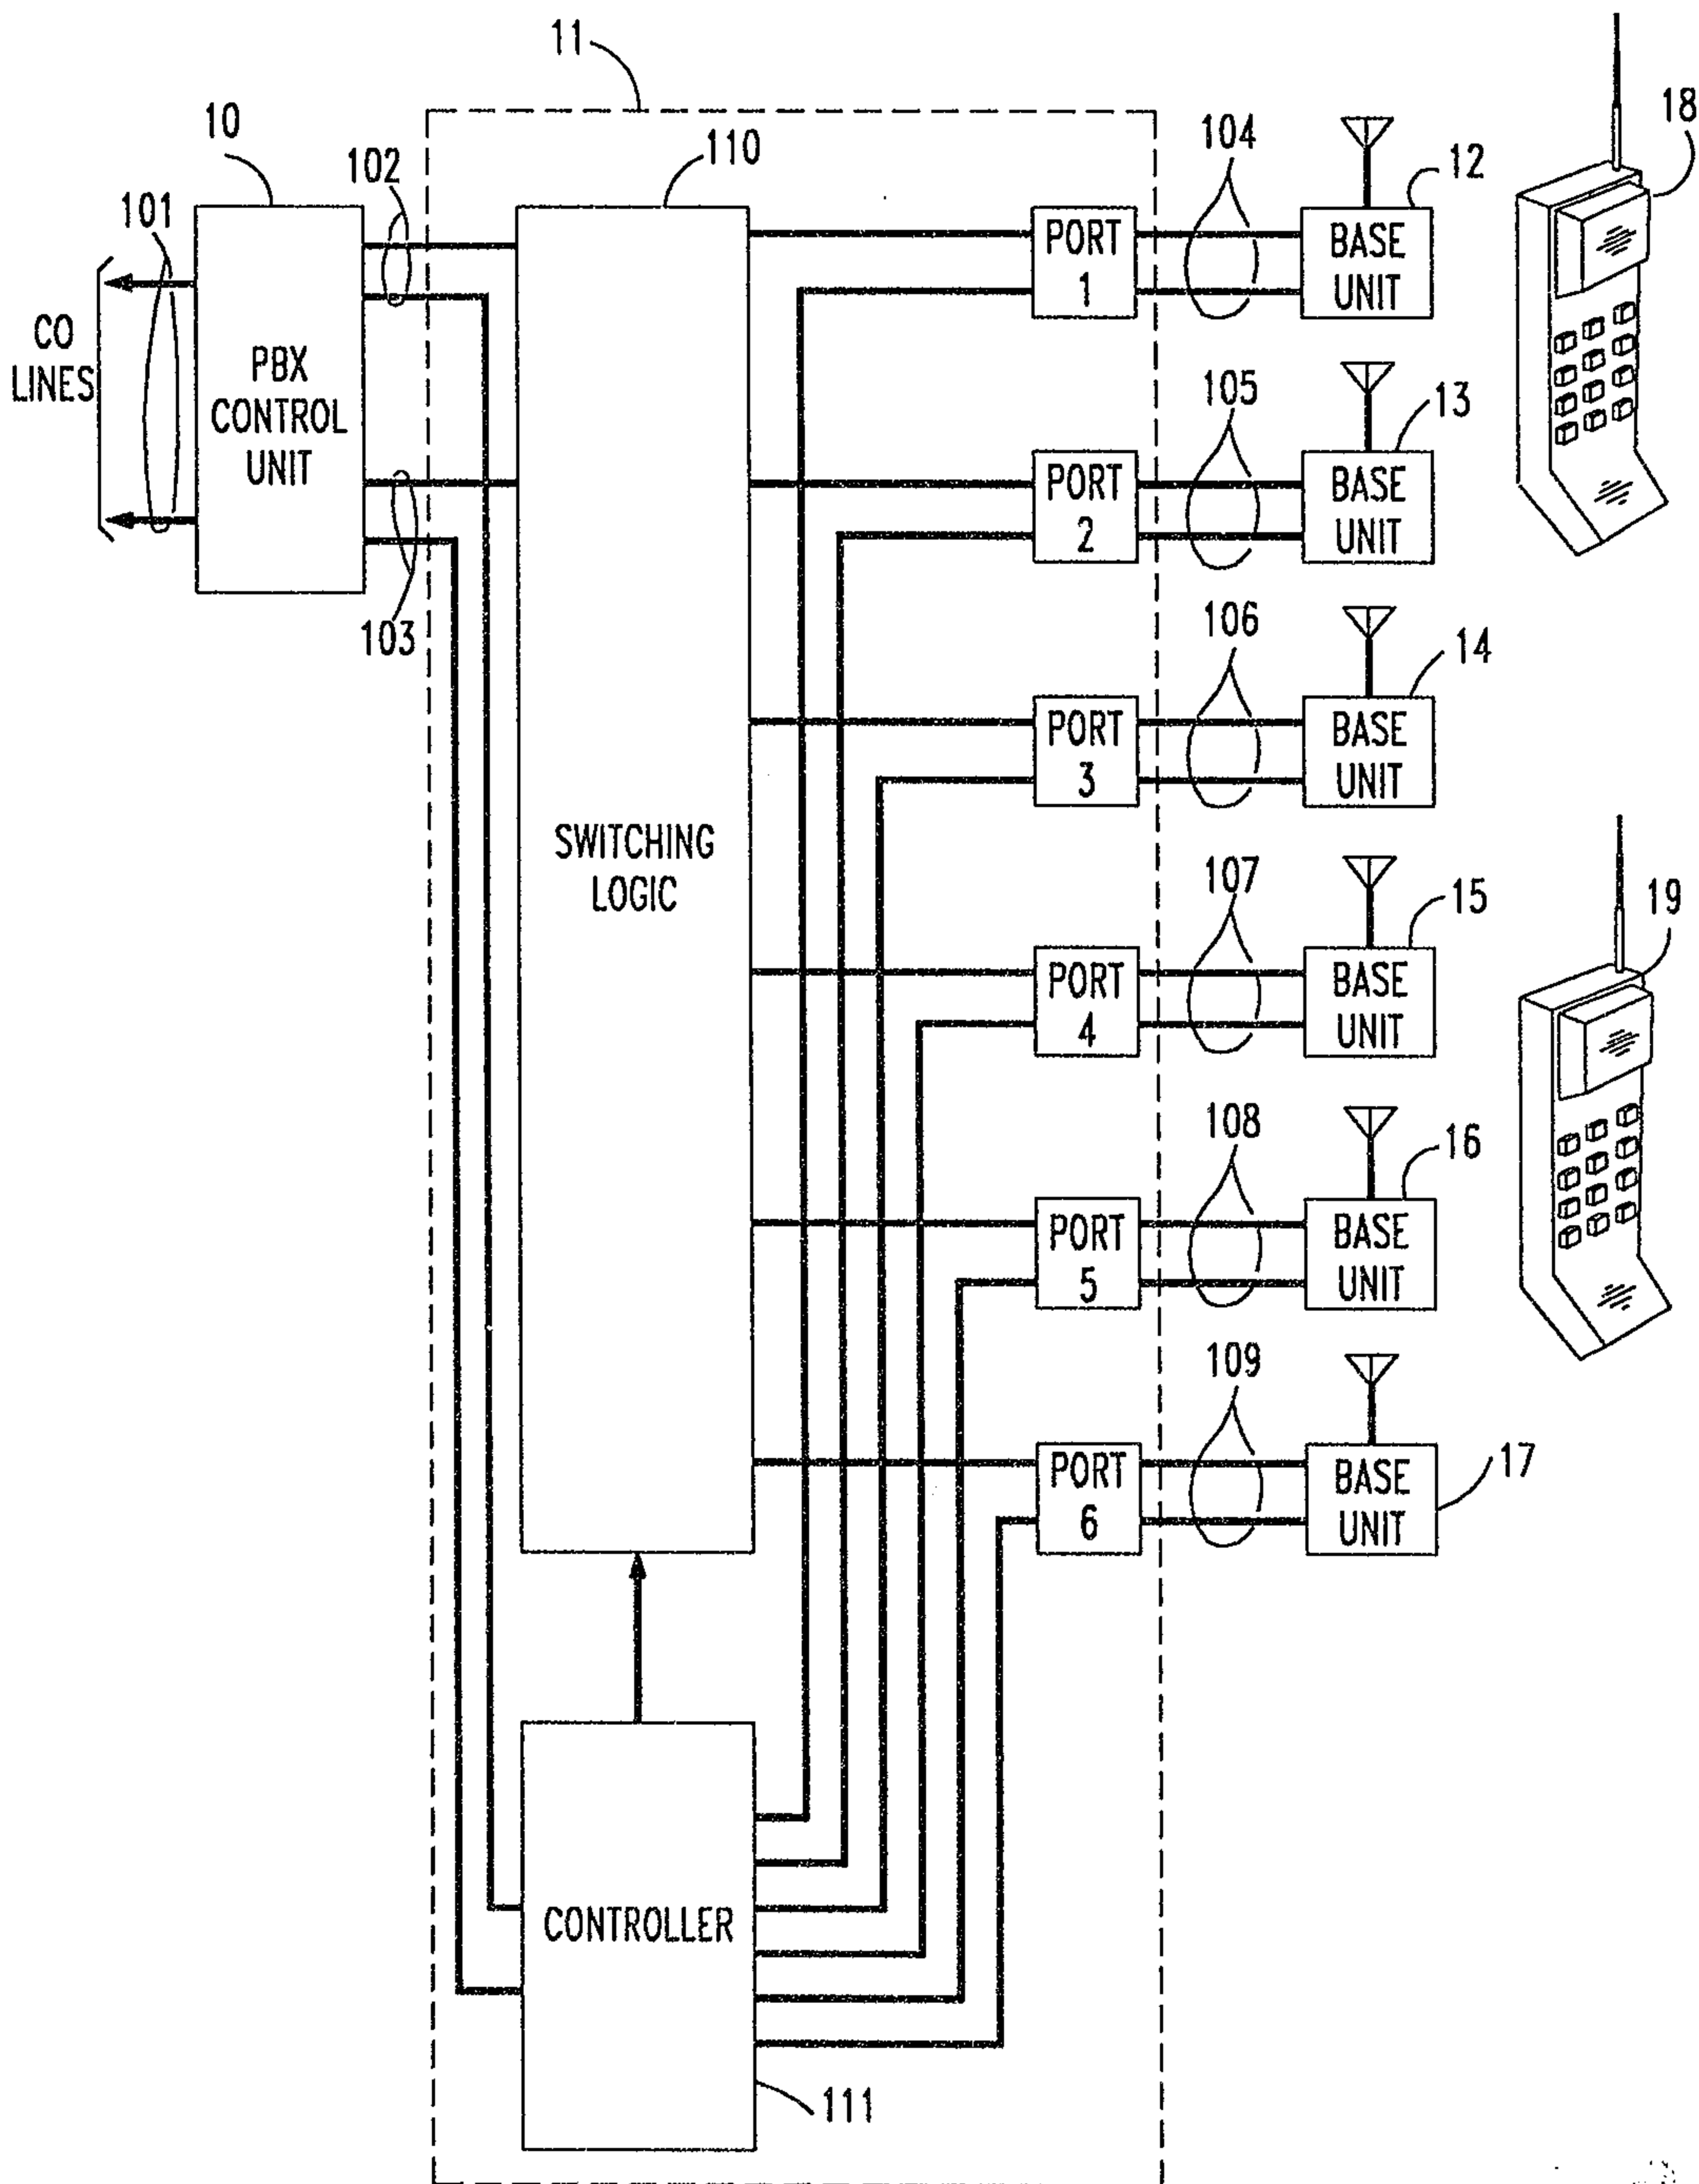 11
10
102
110
104
12
18
101
PORT
1
BASE
UNIT
CO
LINES
PBX
CONTROL
UNIT
105
13
PORT
2
BASE
UNIT
103
106
14
PORT
3
BASE
UNIT
SWITCHING
LOGIC
107
15
19
PORT
4
BASE
UNIT
108
16
PORT
5
BASE
UNIT
109
17
PORT
6
BASE
UNIT
CONTROLLER
111